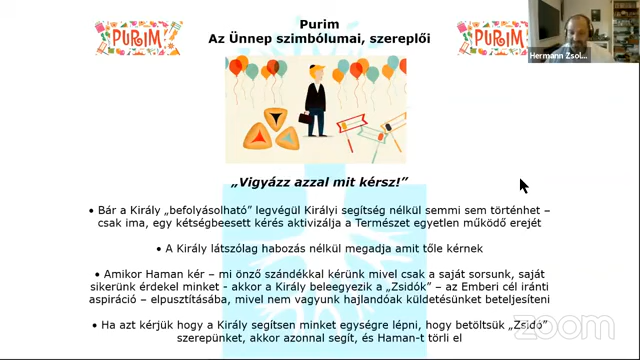 Purim
Az Ünnep szimbólumai, szereplői
PURIM
PURIM
Hermann Zsol...
„Vigyázz azzal mit kérsz!”
• Bár a Király „befolyásolható” legvégül Királyi segítség nélkül semmi sem történhet –
csak ima, egy kétségbeesett kérés aktivizálja a Természet egyetlen működő erejét
• A Király látszólag habozás nélkül megadja amit tőle kérnek
• Amikor Haman kér – mi önző szándékkal kérünk mivel csak a saját sorsunk, saját
sikerünk érdekel minket - akkor a Király beleegyezik a „Zsidók” – az Emberi cél iránti
aspiráció – elpusztításába, mivel nem vagyunk hajlandóak küldetésünket beteljesíteni
• Ha azt kérjük hogy a Király segítsen minket egységre lépni, hogy betöltsük „Zsidó”
szerepünket, akkor azonnal segít, és Haman-t törli el
zoom